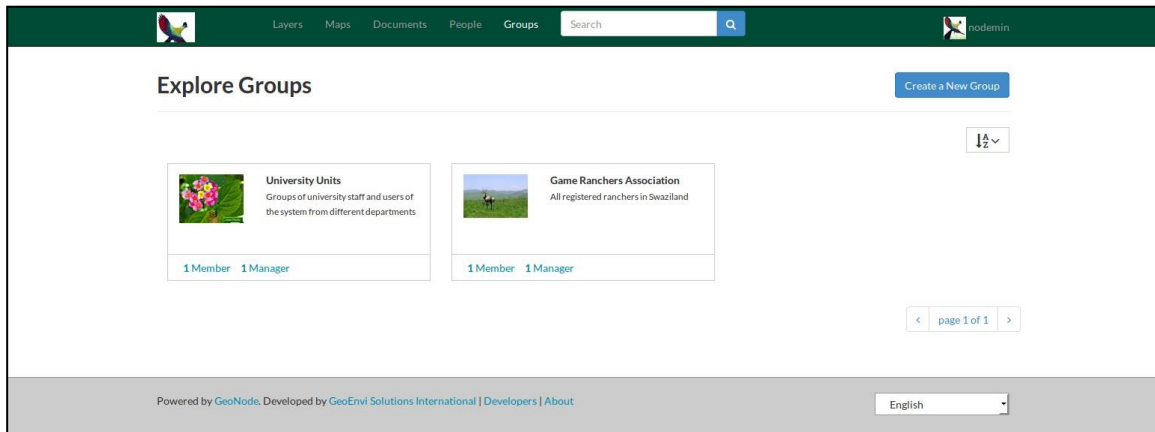 Layers Maps Documents People Groups Search nodemin
Explore Groups
Create a New Group
A
Z
University Units
Groups of university staff and users of
the system from different departments
1 Member 1 Manager
Game Ranchers Association
All registered ranchers in Swaziland
1 Member 1 Manager
< page 1 of 1 >
Powered by GeoNode. Developed by GeoEnvi Solutions International | Developers | About
English